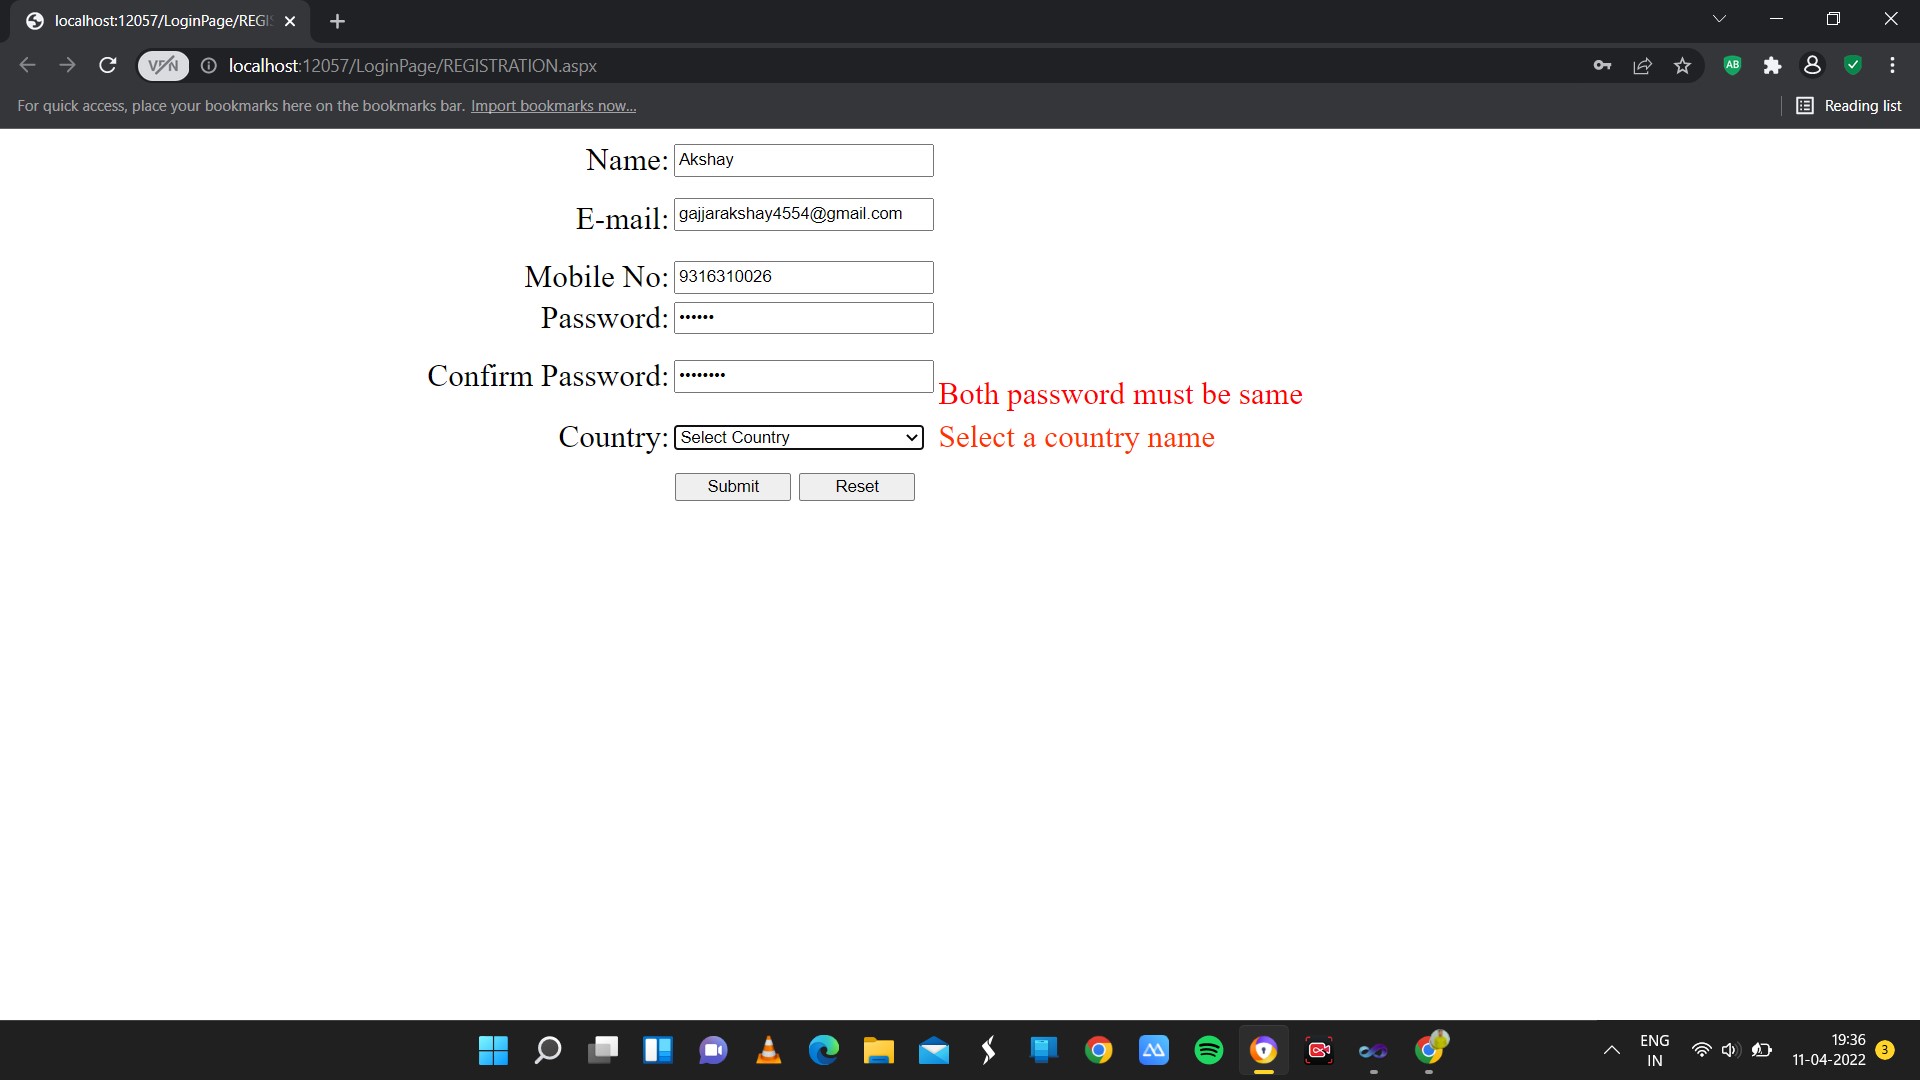 localhost:12057/LoginPage/REGIS
VPN
localhost:12057/LoginPage/REGISTRATION.aspx
AB
For quick access, place your bookmarks here on the bookmarks bar. Import bookmarks now...
Reading list
Name: Akshay
E-mail: gajjarakshay4554@gmail.com
Mobile No: 9316310026
Password: ••••••
Confirm Password: ••••••••
Both password must be same
Country: Select Country
Select a country name
Submit Reset
ENG
IN
19:36
11-04-2022
3